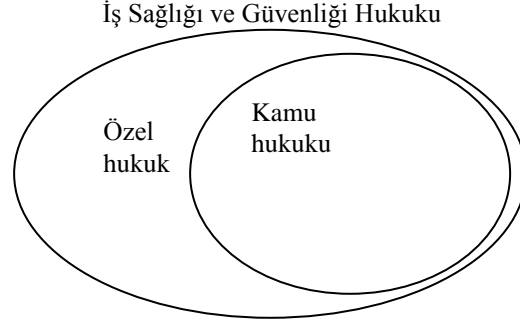 İş Sağlığı ve Güvenliği Hukuku
Özel
hukuk
Kamu
hukuku